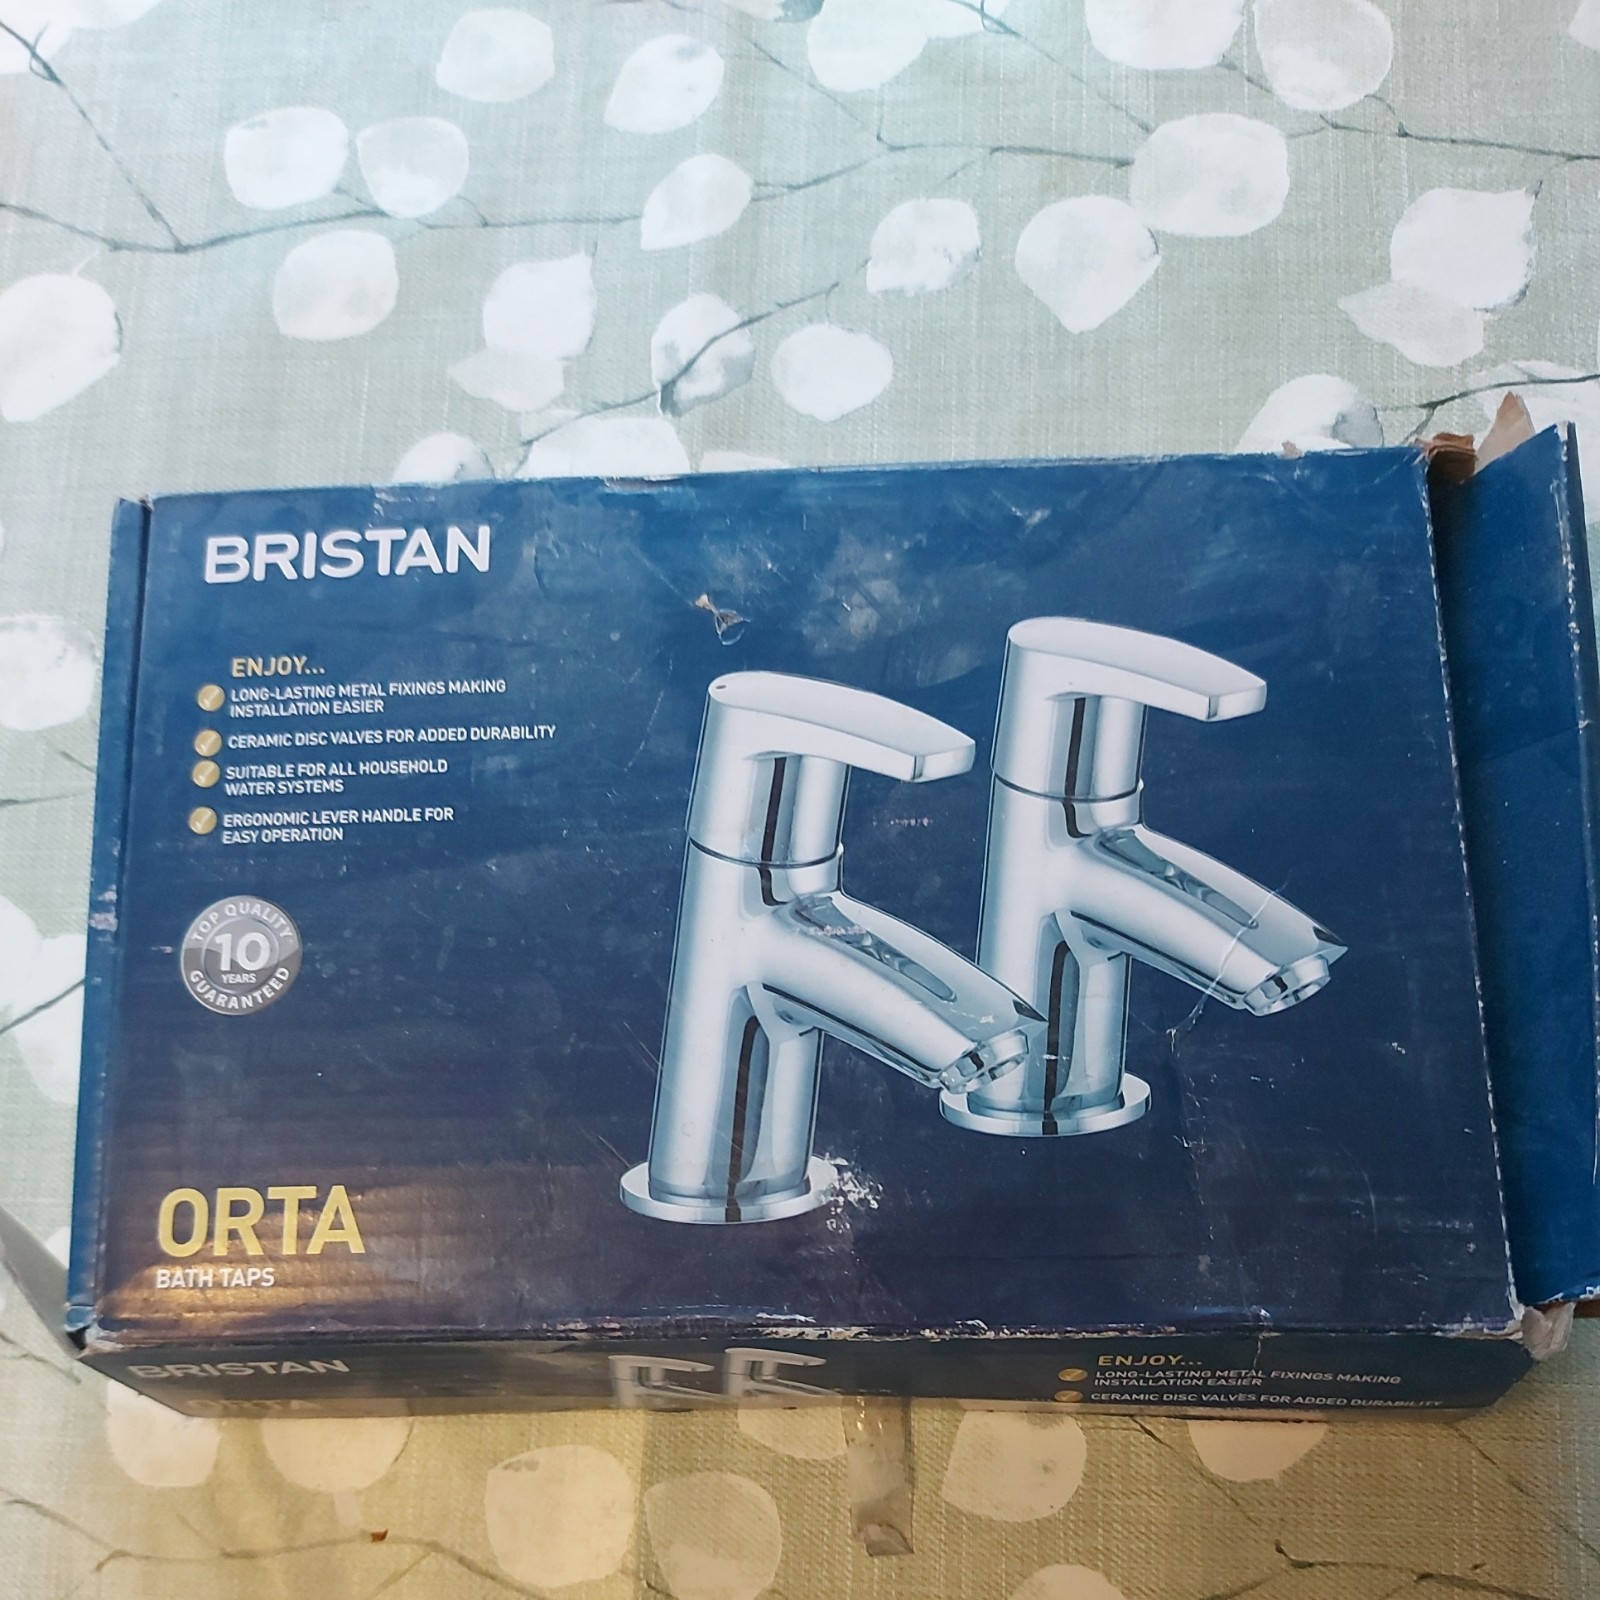 BRISTAN
ENJOY...
LONG-LASTING METAL FIXINGS MAKING
INSTALLATION EASIER
CERAMIC DISC VALVES FOR ADDED DURABILITY
SUITABLE FOR ALL HOUSEHOLD
WATER SYSTEMS
ERGONOMIC LEVER HANDLE FOR
EASY OPERATION
TOP QUALITY
10
YEARS
GUARANTEED
ORTA
BATH TAPS
BRISTAN
ORTA
ENJOY...
LONG-LASTING METAL FIXINGS MAKING
INSTALLATION EASIER
CERAMIC DISC VALVES FOR ADDED DURABILITY